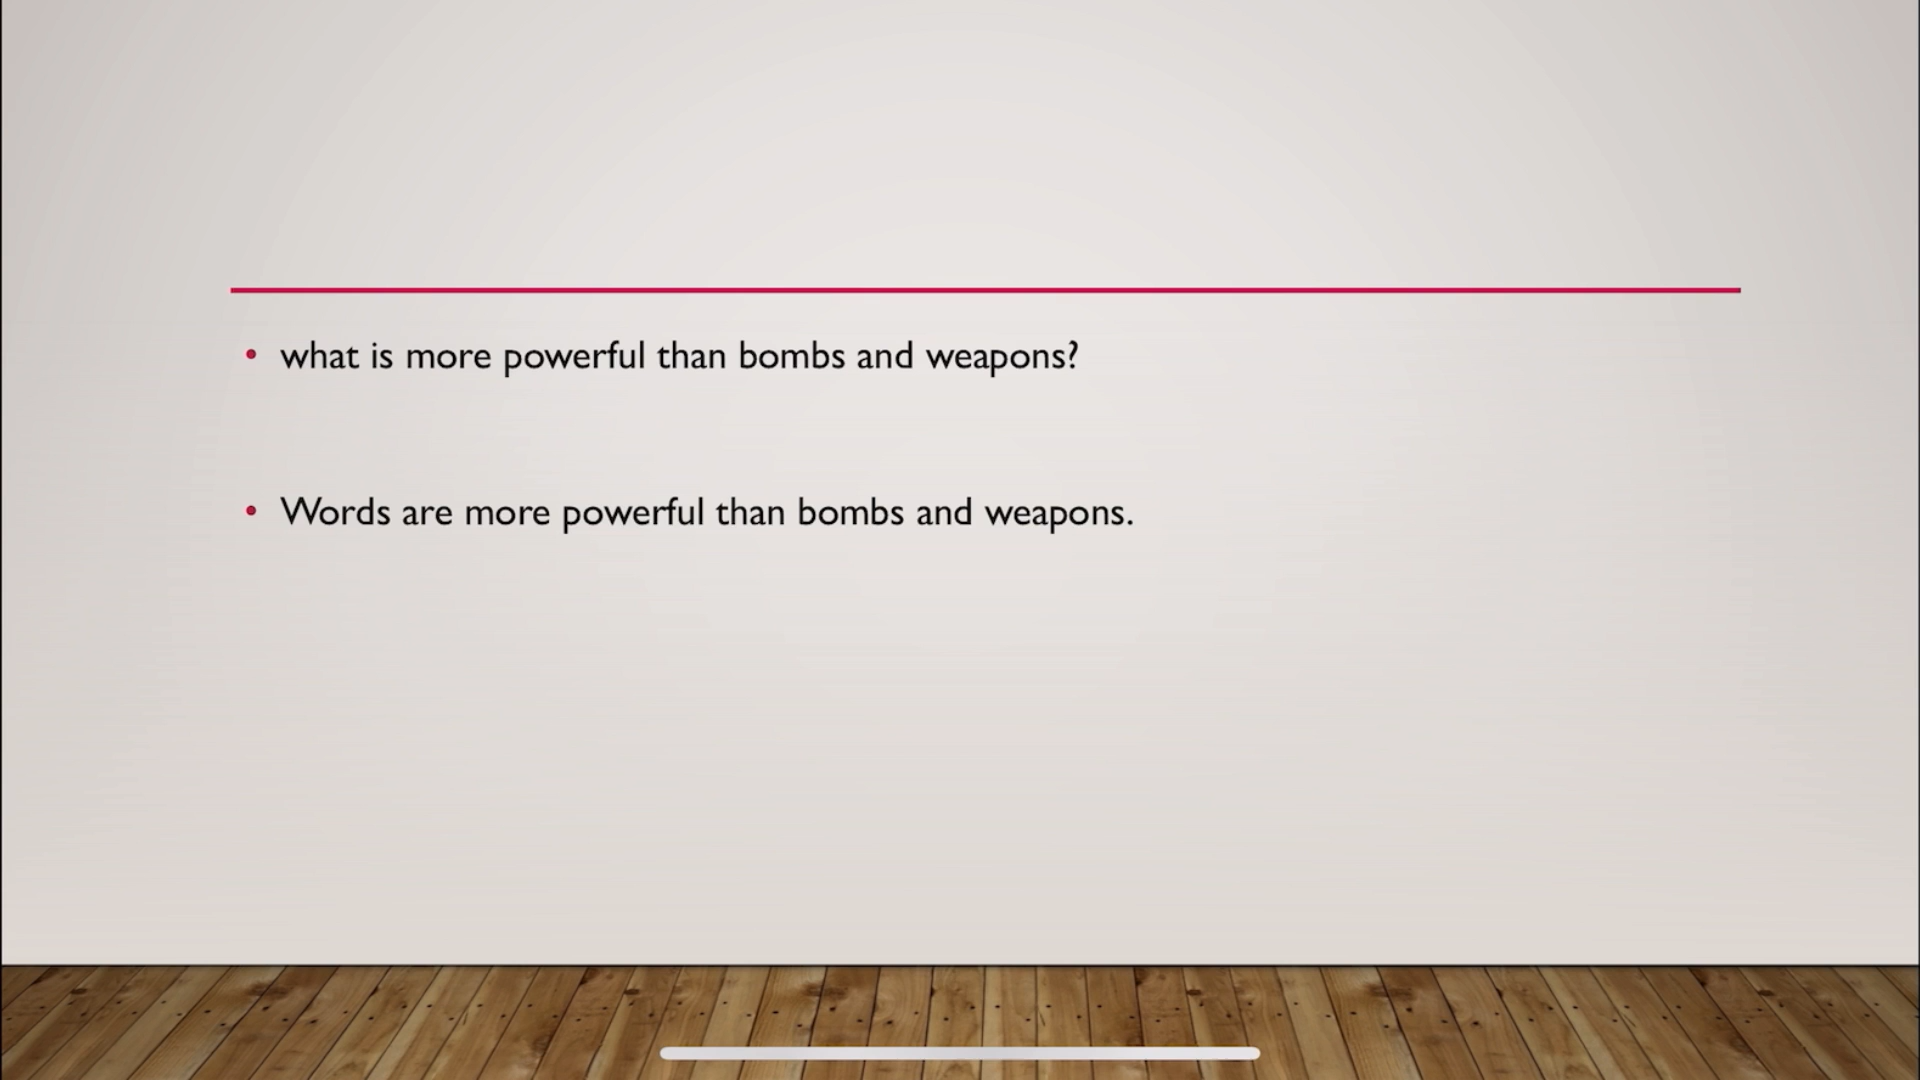 what is more powerful than bombs and weapons?
Words are more powerful than bombs and weapons.